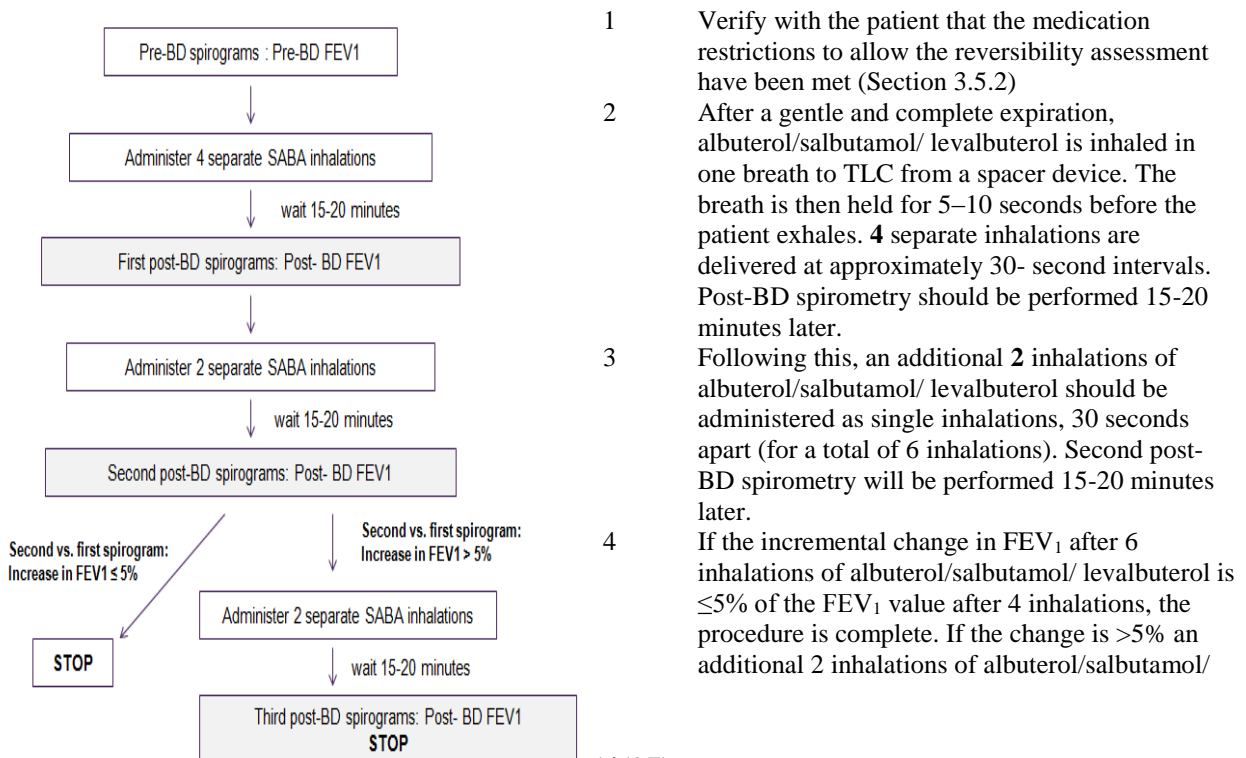 Pre-BD spirograms : Pre-BD FEV1
Administer 4 separate SABA inhalations
wait 15-20 minutes
First post-BD spirograms: Post- BD FEV1
Administer 2 separate SABA inhalations
wait 15-20 minutes
Second post-BD spirograms: Post- BD FEV1
Second vs. first spirogram:
Increase in FEV1 ≤ 5%
Second vs. first spirogram:
Increase in FEV1 > 5%
STOP
Administer 2 separate SABA inhalations
wait 15-20 minutes
Third post-BD spirograms: Post- BD FEV1
STOP
1 Verify with the patient that the medication
restrictions to allow the reversibility assessment
have been met (Section 3.5.2)
2 After a gentle and complete expiration,
albuterol/salbutamol/ levalbuterol is inhaled in
one breath to TLC from a spacer device. The
breath is then held for 5–10 seconds before the
patient exhales. 4 separate inhalations are
delivered at approximately 30- second intervals.
Post-BD spirometry should be performed 15-20
minutes later.
3 Following this, an additional 2 inhalations of
albuterol/salbutamol/ levalbuterol should be
administered as single inhalations, 30 seconds
apart (for a total of 6 inhalations). Second post-
BD spirometry will be performed 15-20 minutes
later.
4 If the incremental change in FEV₁ after 6
inhalations of albuterol/salbutamol/ levalbuterol is
≤5% of the FEV₁ value after 4 inhalations, the
procedure is complete. If the change is >5% an
additional 2 inhalations of albuterol/salbutamol/